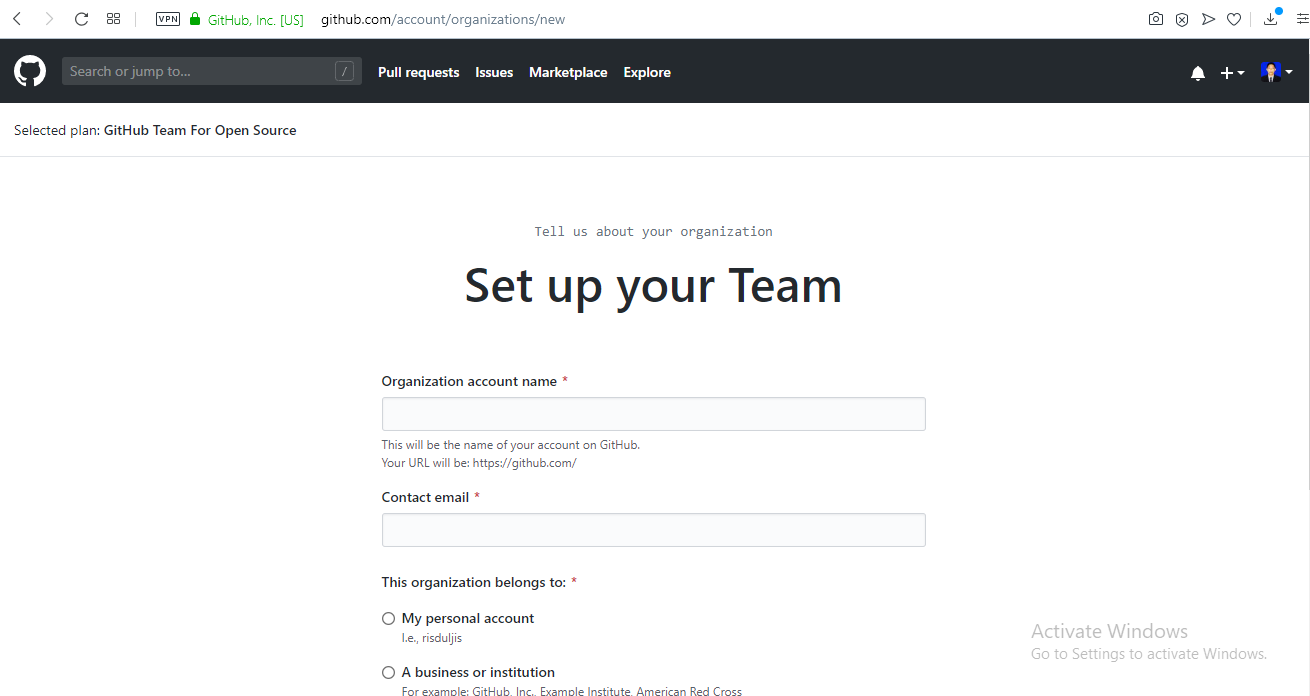 VPN GitHub, Inc. [US] github.com/account/organizations/new
Search or jump to... / Pull requests Issues Marketplace Explore
Selected plan: GitHub Team For Open Source
Tell us about your organization
Set up your Team
Organization account name *
This will be the name of your account on GitHub.
Your URL will be: https://github.com/
Contact email *
This organization belongs to: *
My personal account
I.e., risduljis
A business or institution
For example: GitHub, Inc., Example Institute, American Red Cross
Activate Windows
Go to Settings to activate Windows.